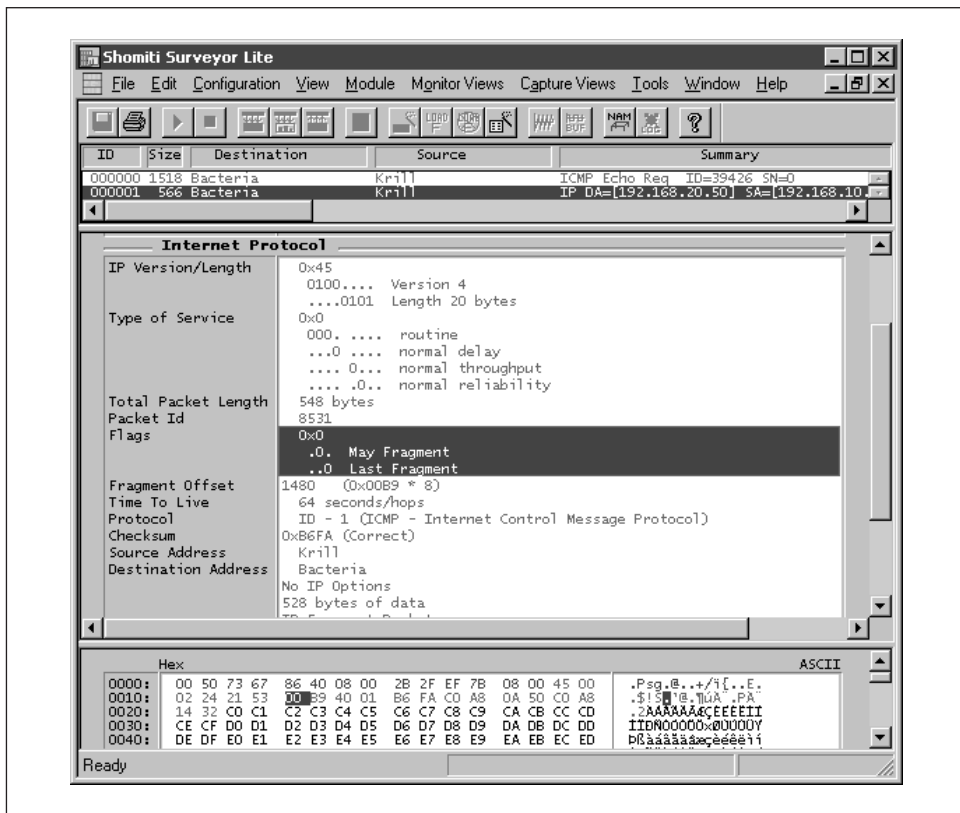 Shomiti Surveyor Lite
File Edit Configuration View Module Monitor Views Capture Views Tools Window Help
ID Size Destination Source Summary
000000 1518 Bacteria Krill ICMP Echo Req ID=39426 SN=0
000001 566 Bacteria Krill IP DA=[192.168.20.50] SA=[192.168.10.
Internet Protocol
IP Version/Length 0x45
0100.... Version 4
....0101 Length 20 bytes
Type of Service 0x0
000. .... routine
...0 .... normal delay
.... 0... normal throughput
.... .0.. normal reliability
Total Packet Length 548 bytes
Packet Id 8531
Flags 0x0
.0. May Fragment
..0 Last Fragment
Fragment Offset 1480 (0x00B9 * 8)
Time To Live 64 seconds/hops
Protocol ID - 1 (ICMP - Internet Control Message Protocol)
Checksum 0xB6FA (Correct)
Source Address Krill
Destination Address Bacteria
No IP Options
528 bytes of data
Hex ASCII
0000: 00 50 73 67 86 40 08 00 2B 2F EF 7B 08 00 45 00 .Psg.@..+/ï{..E.
0010: 02 24 21 53 00 B9 40 01 B6 FA C0 A8 0A 50 C0 A8
0020: 14 32 C0 C1 C2 C3 C4 C5 C6 C7 C8 C9 CA CB CC CD
0030: CE CF D0 D1 D2 D3 D4 D5 D6 D7 D8 D9 DA DB DC DD
0040: DE DF E0 E1 E2 E3 E4 E5 E6 E7 E8 E9 EA EB EC ED
Ready